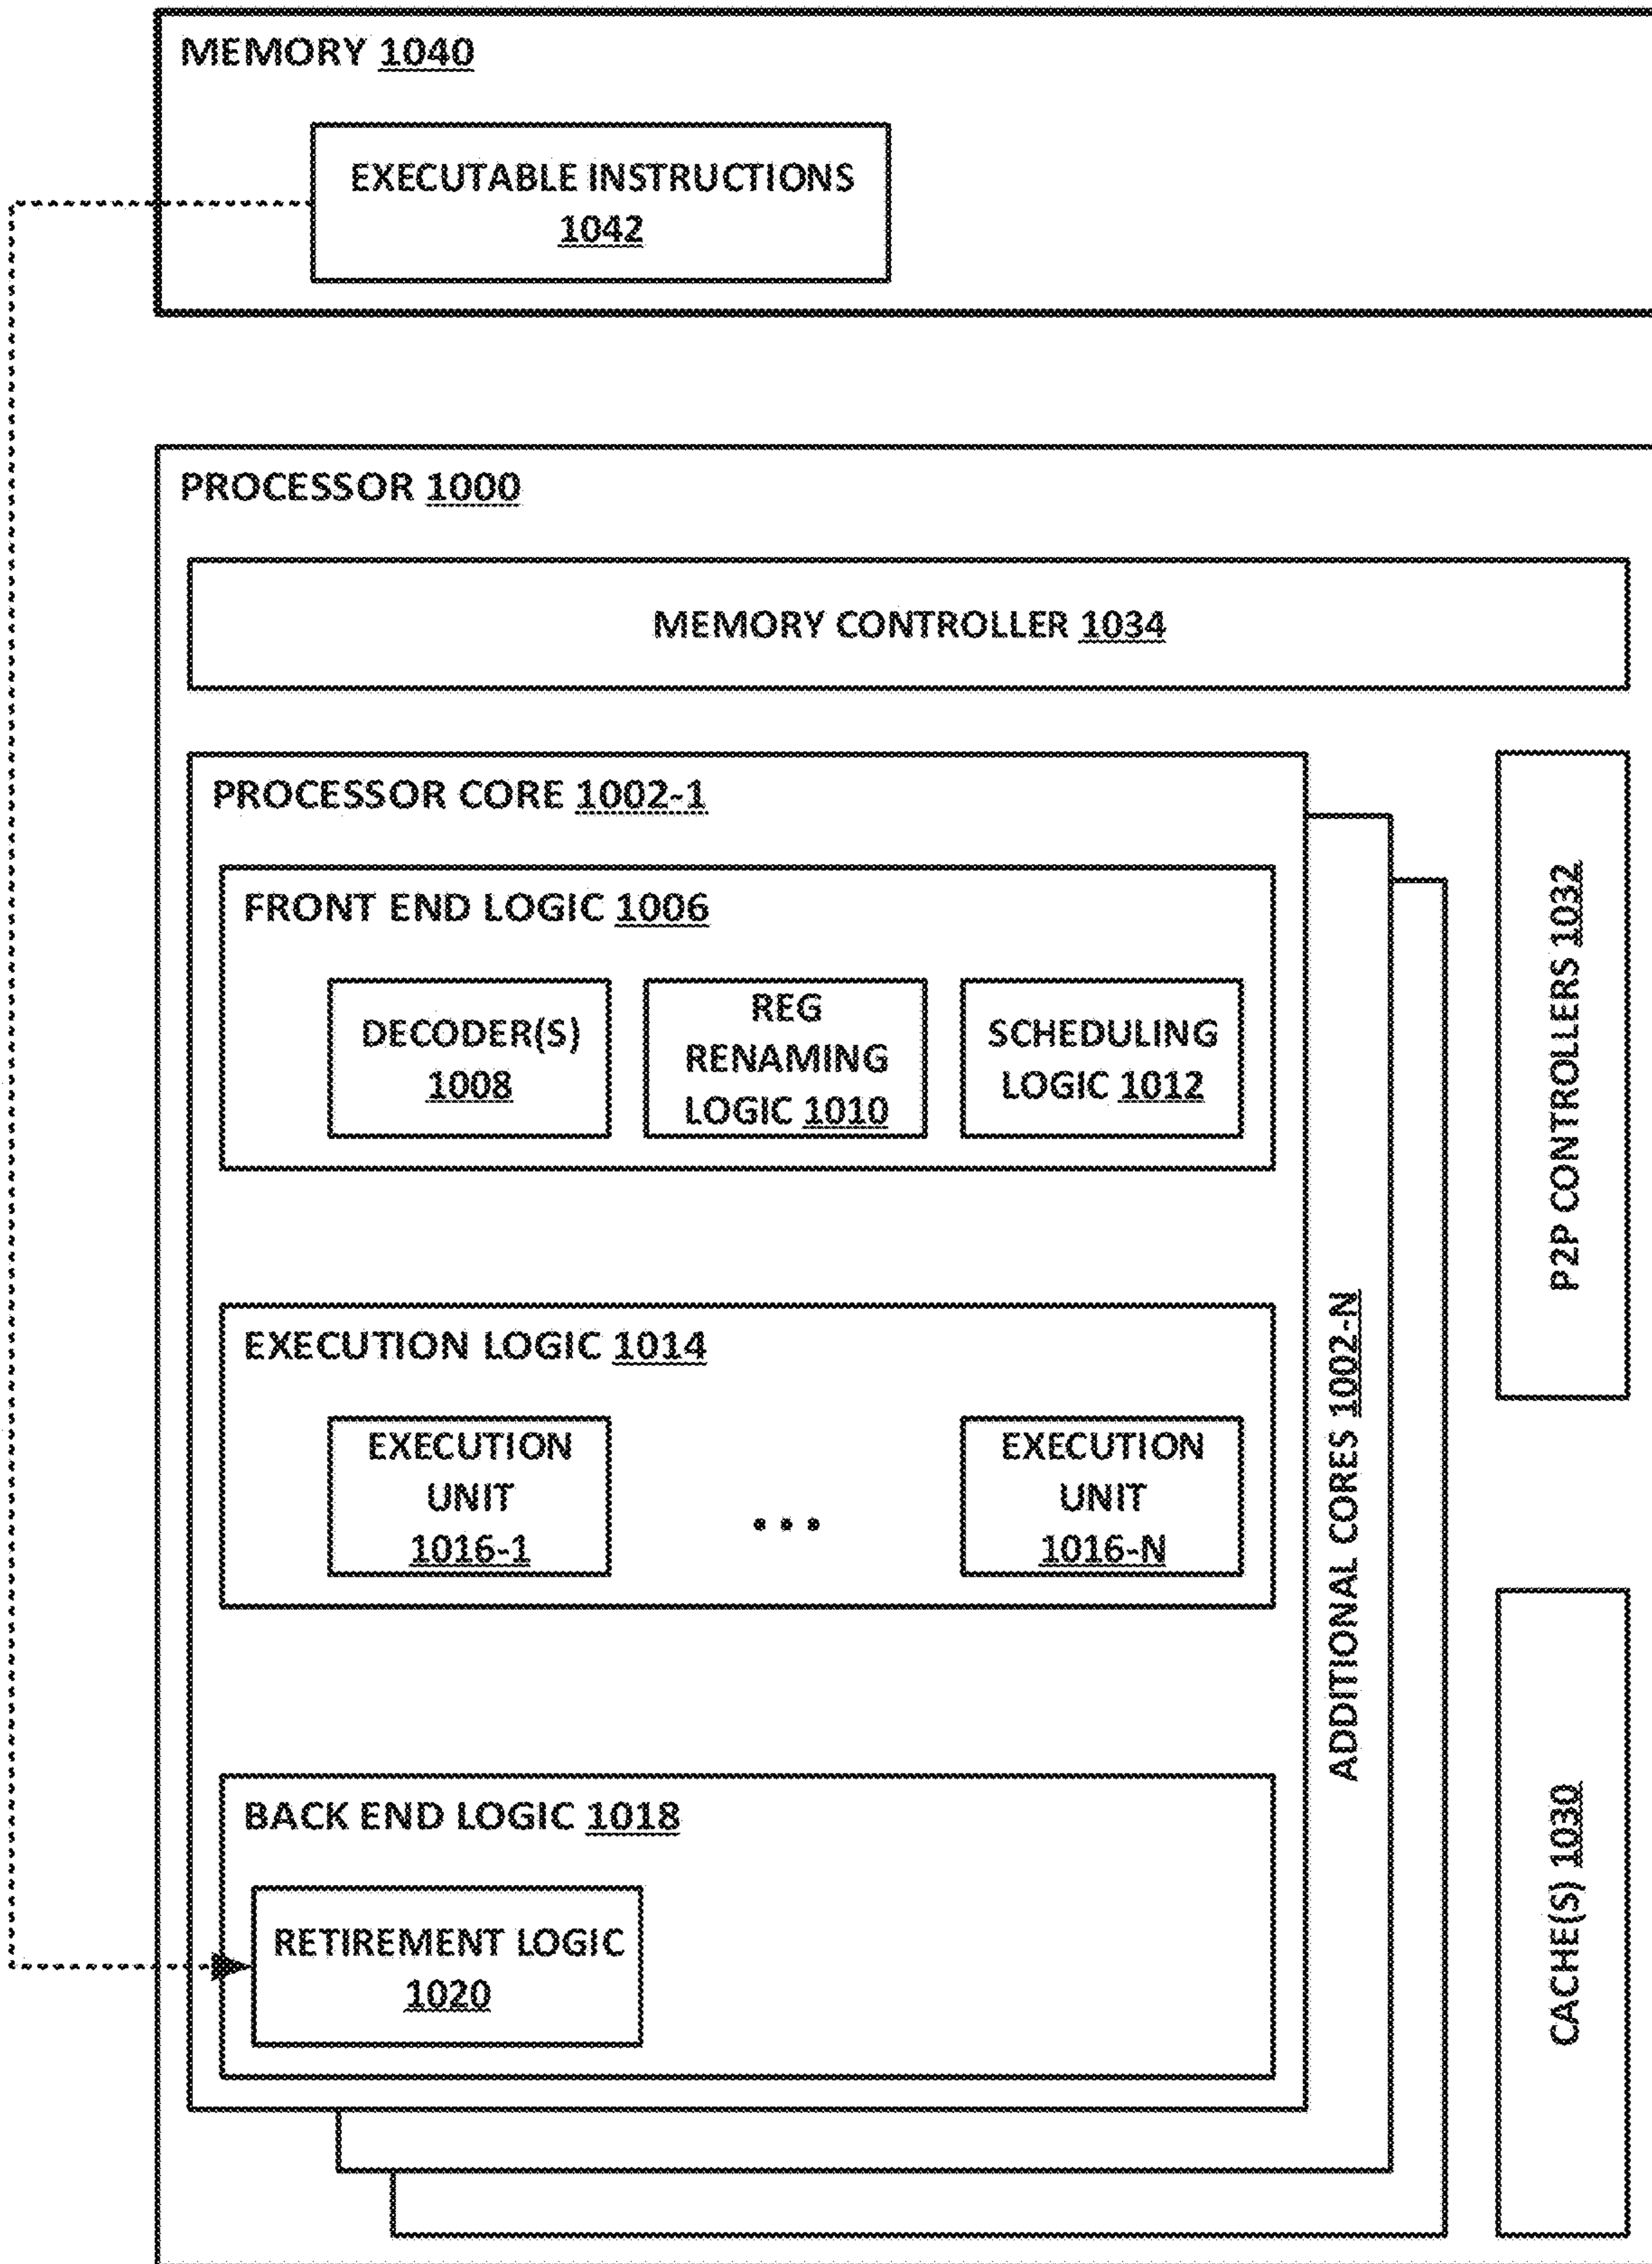 MEMORY 1040
EXECUTABLE INSTRUCTIONS
1042
PROCESSOR 1000
MEMORY CONTROLLER 1034
PROCESSOR CORE 1002-1
FRONT END LOGIC 1006
DECODER(S)
1008
REG
RENAMING
LOGIC 1010
SCHEDULING
LOGIC 1012
EXECUTION LOGIC 1014
EXECUTION
UNIT
1016-1
...
EXECUTION
UNIT
1016-N
BACK END LOGIC 1018
RETIREMENT LOGIC
1020
ADDITIONAL CORES 1002-N
P2P CONTROLLERS 1032
CACHE(S) 1030